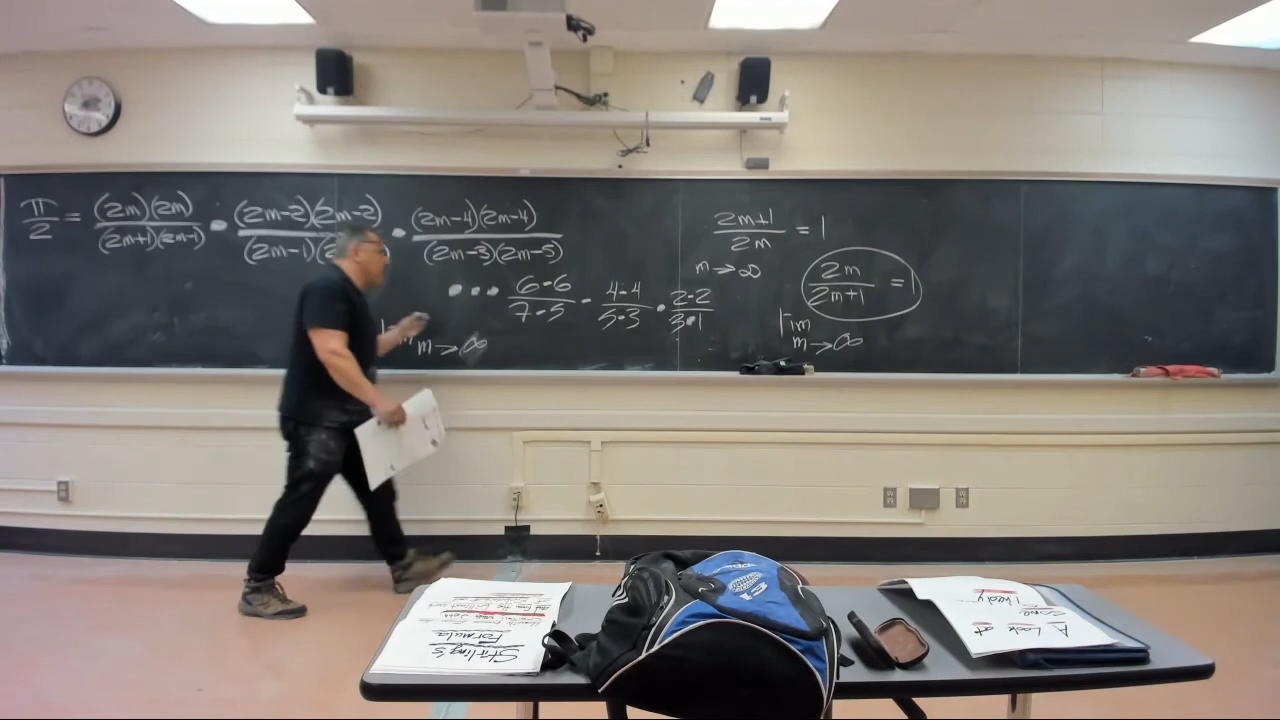 π/2 = (2m)(2m)/(2m+1)(2m-1) • (2m-2)(2m-2)/(2m-1)(2 • (2m-4)(2m-4)/(2m-3)(2m-5)
• • • 6·6/7·5 · 4·4/5·3 · 2·2/3·1
m→∞
2m+1/2m = 1
m→∞
2m/2m+1 = 1
lim
m→∞
Stirling's
Formula
A Look at
Some